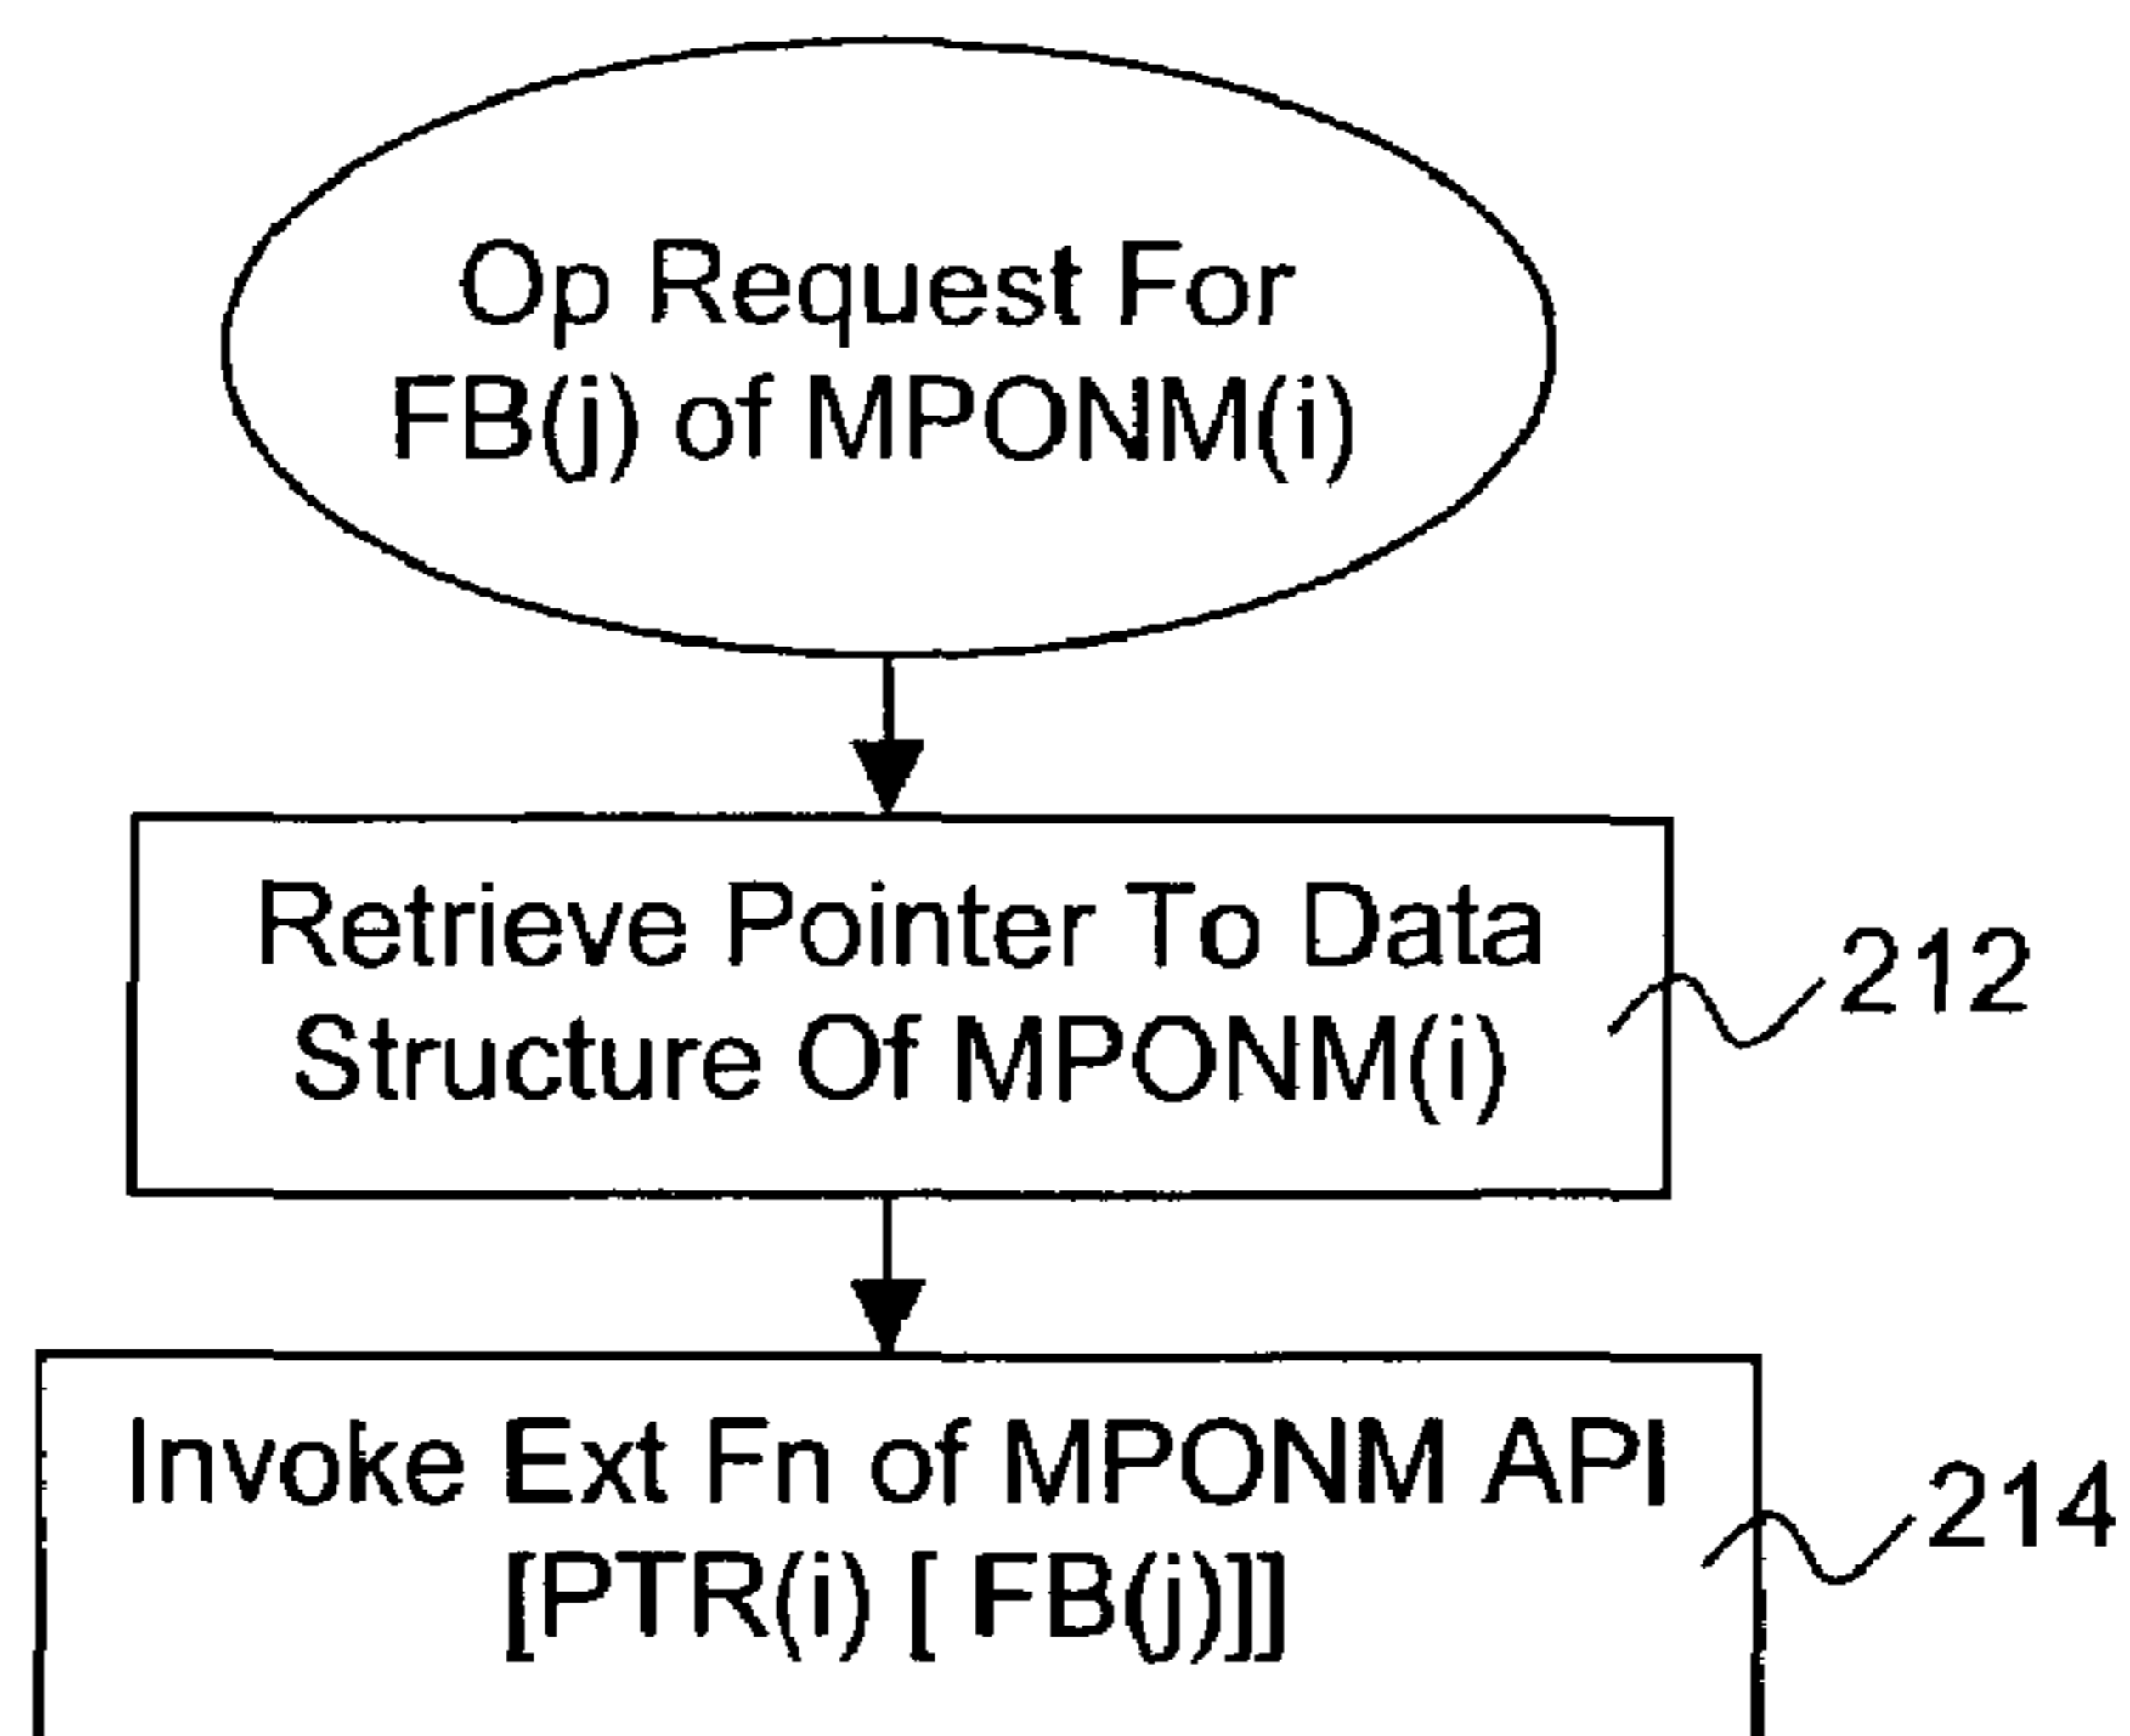 Op Request For
FB(j) of MPONM(i)
Retrieve Pointer To Data
Structure Of MPONM(i)
212
Invoke Ext Fn of MPONM API
[PTR(i) [ FB(j)]]
214